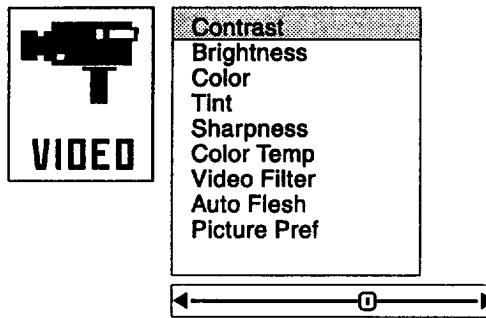 VIDEO
Contrast
Brightness
Color
Tint
Sharpness
Color Temp
Video Filter
Auto Flesh
Picture Pref